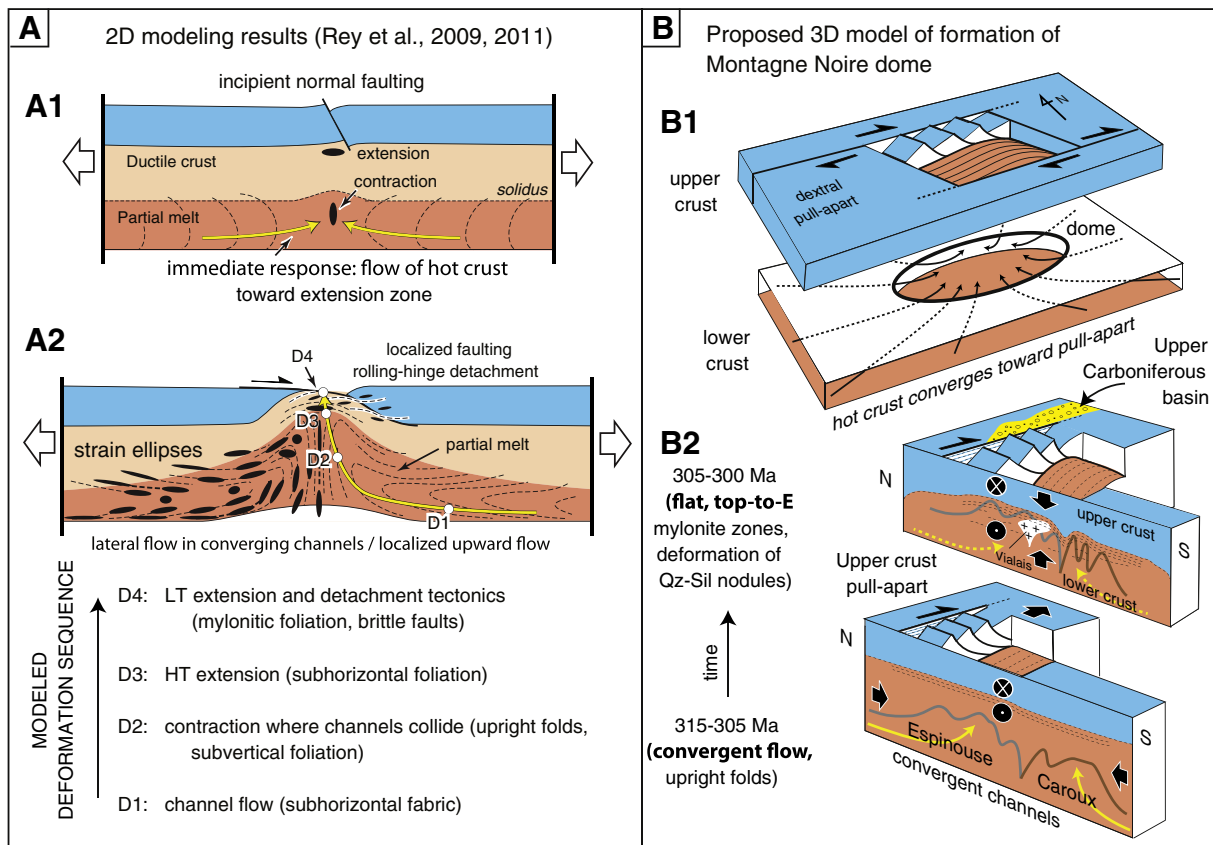 A
2D modeling results (Rey et al., 2009, 2011)
A1
incipient normal faulting
Ductile crust
extension
contraction
solidus
Partial melt
immediate response: flow of hot crust
toward extension zone
A2
D4
localized faulting
rolling-hinge detachment
D3
strain ellipses
partial melt
D2
D1
lateral flow in converging channels / localized upward flow
MODELED
DEFORMATION SEQUENCE
D4: LT extension and detachment tectonics
(mylonitic foliation, brittle faults)
D3: HT extension (subhorizontal foliation)
D2: contraction where channels collide (upright folds,
subvertical foliation)
D1: channel flow (subhorizontal fabric)
B
Proposed 3D model of formation of
Montagne Noire dome
B1
N
upper
crust
dextral
pull-apart
dome
lower
crust
hot crust converges toward pull-apart
Upper
Carboniferous
basin
B2
305-300 Ma
(flat, top-to-E
mylonite zones,
deformation of
Qz-Sil nodules)
N
upper crust
S
Vialais
lower crust
Upper crust
pull-apart
N
time
315-305 Ma
(convergent flow,
upright folds)
S
Espinouse
Caroux
convergent channels